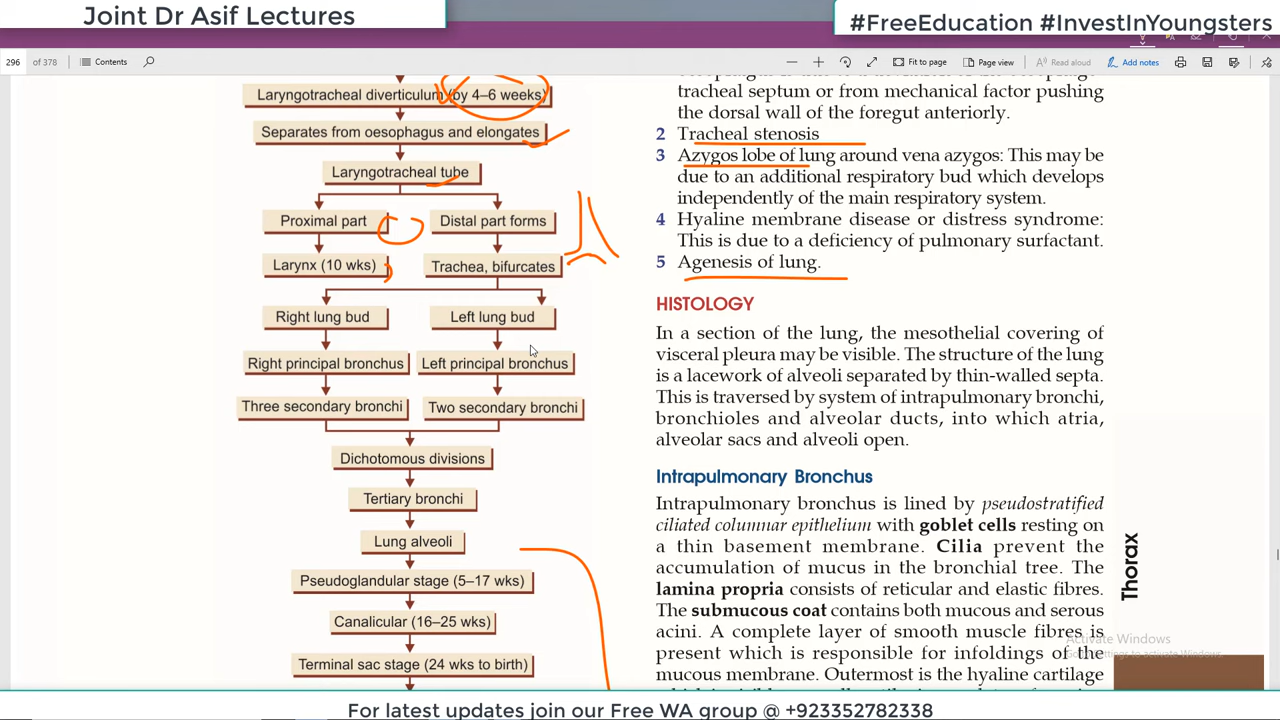 Joint Dr Asif Lectures
#FreeEducation #InvestInYoungsters
296 of 378
Contents
Fit to page
Page view
Read aloud
Add notes
Laryngotracheal diverticulum (by 4–6 weeks)
Separates from oesophagus and elongates
Laryngotracheal tube
Proximal part
Distal part forms
Larynx (10 wks)
Trachea, bifurcates
Right lung bud
Left lung bud
Right principal bronchus
Left principal bronchus
Three secondary bronchi
Two secondary bronchi
Dichotomous divisions
Tertiary bronchi
Lung alveoli
Pseudoglandular stage (5–17 wks)
Canalicular (16–25 wks)
Terminal sac stage (24 wks to birth)
tracheal septum or from mechanical factor pushing
the dorsal wall of the foregut anteriorly.
2 Tracheal stenosis
3 Azygos lobe of lung around vena azygos: This may be
due to an additional respiratory bud which develops
independently of the main respiratory system.
4 Hyaline membrane disease or distress syndrome:
This is due to a deficiency of pulmonary surfactant.
5 Agenesis of lung.
HISTOLOGY
In a section of the lung, the mesothelial covering of
visceral pleura may be visible. The structure of the lung
is a lacework of alveoli separated by thin-walled septa.
This is traversed by system of intrapulmonary bronchi,
bronchioles and alveolar ducts, into which atria,
alveolar sacs and alveoli open.
Intrapulmonary Bronchus
Intrapulmonary bronchus is lined by pseudostratified
ciliated columnar epithelium with goblet cells resting on
a thin basement membrane. Cilia prevent the
accumulation of mucus in the bronchial tree. The
lamina propria consists of reticular and elastic fibres.
The submucous coat contains both mucous and serous
acini. A complete layer of smooth muscle fibres is
present which is responsible for infoldings of the
mucous membrane. Outermost is the hyaline cartilage
Thorax
Activate Windows
For latest updates join our Free WA group @ +923352782338